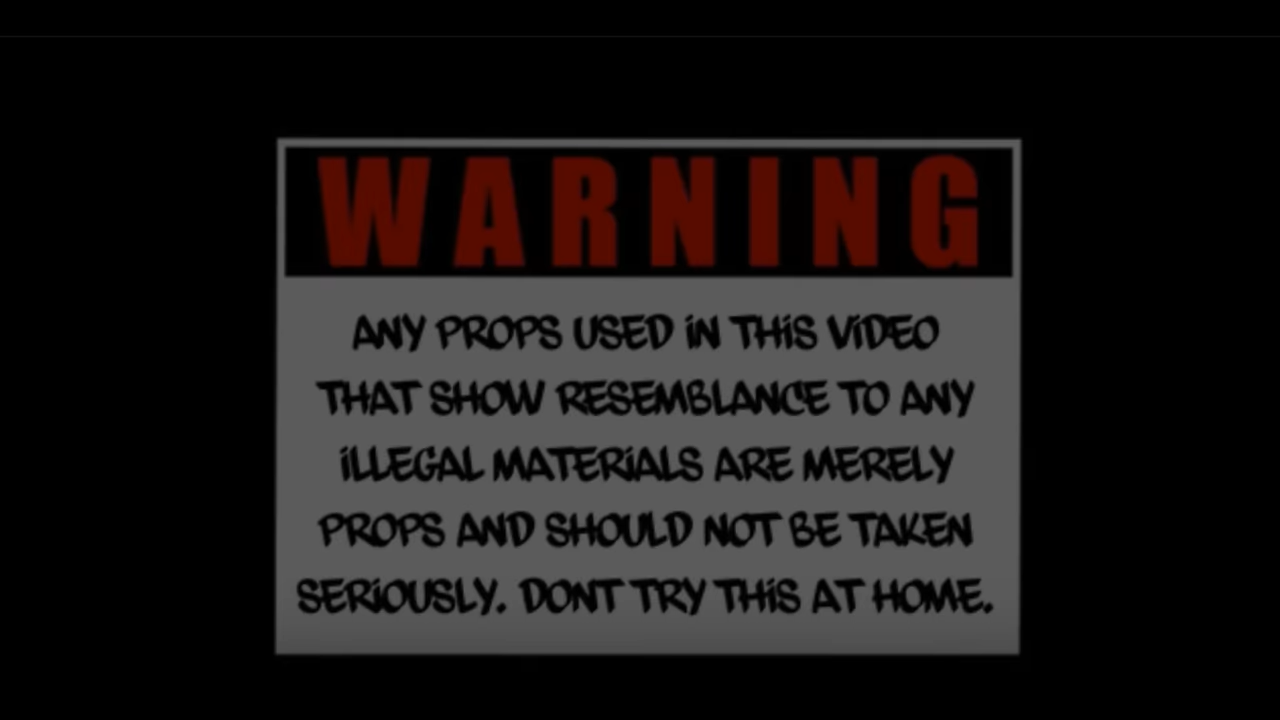 WARNING
ANY PROPS USED iN THiS ViDEO
THAT SHOW RESEMBLANCE TO ANY
iLLEGAL MATERiALS ARE MERELY
PROPS AND SHOULD NOT BE TAKEN
SERiOUSLY. DONT TRY THiS AT HOME.